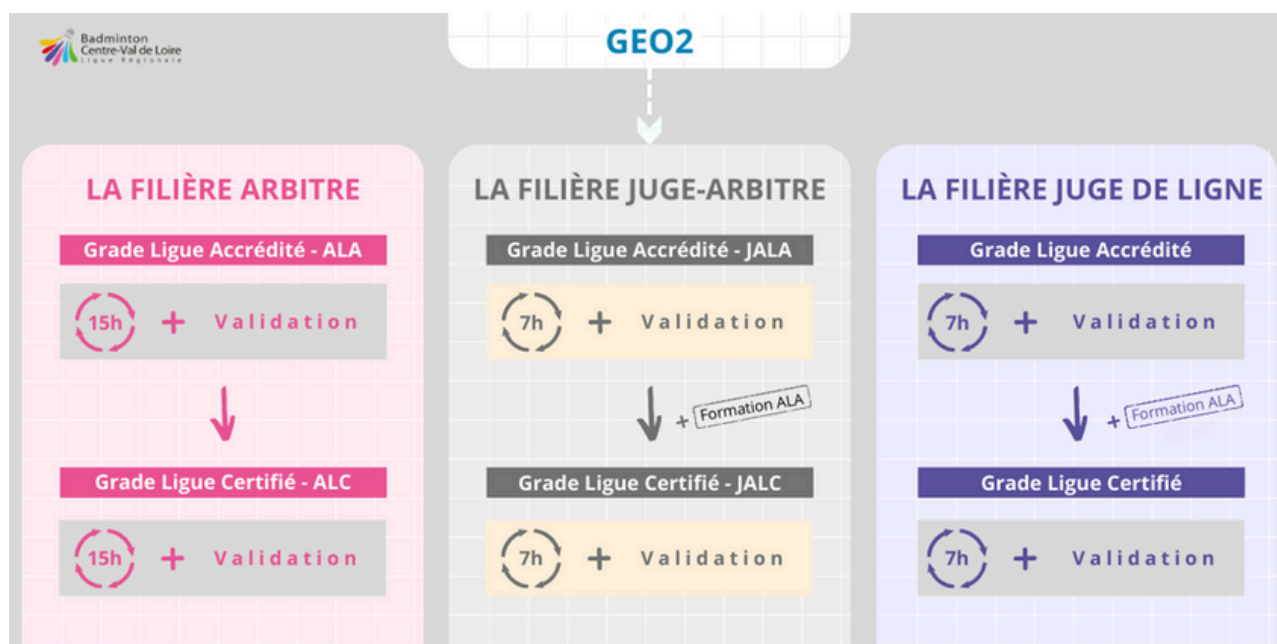 Badminton
Centre-Val de Loire
Ligue Régionale
GEO2
LA FILIÈRE ARBITRE
Grade Ligue Accrédité - ALA
15h + Validation
Grade Ligue Certifié - ALC
15h + Validation
LA FILIÈRE JUGE-ARBITRE
Grade Ligue Accrédité - JALA
7h + Validation
+ Formation ALA
Grade Ligue Certifié - JALC
7h + Validation
LA FILIÈRE JUGE DE LIGNE
Grade Ligue Accrédité
7h + Validation
+ Formation ALA
Grade Ligue Certifié
7h + Validation